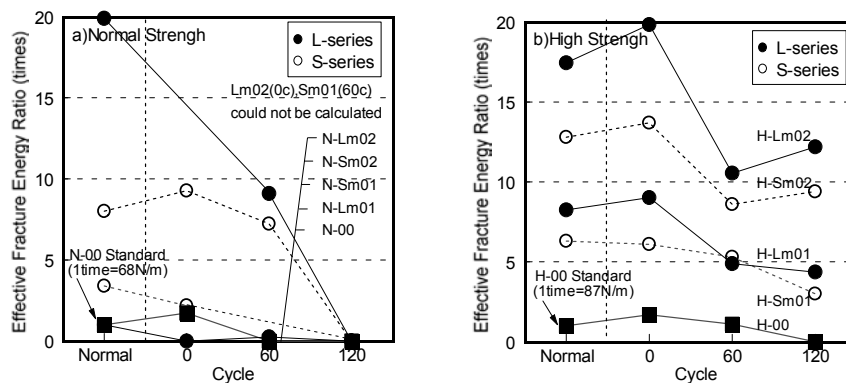 20
15
10
5
0
Effective Fracture Energy Ratio (times)
a)Normal Strengh
L-series
S-series
Lm02(0c),Sm01(60c)
could not be calculated
N-Lm02
N-Sm02
N-Sm01
N-Lm01
N-00
N-00 Standard
(1time=68N/m)
Normal
0
60
120
Cycle
20
15
10
5
0
Effective Fracture Energy Ratio (times)
b)High Strengh
L-series
S-series
H-Lm02
H-Sm02
H-Lm01
H-Sm01
H-00
H-00 Standard
(1time=87N/m)
Normal
0
60
120
Cycle